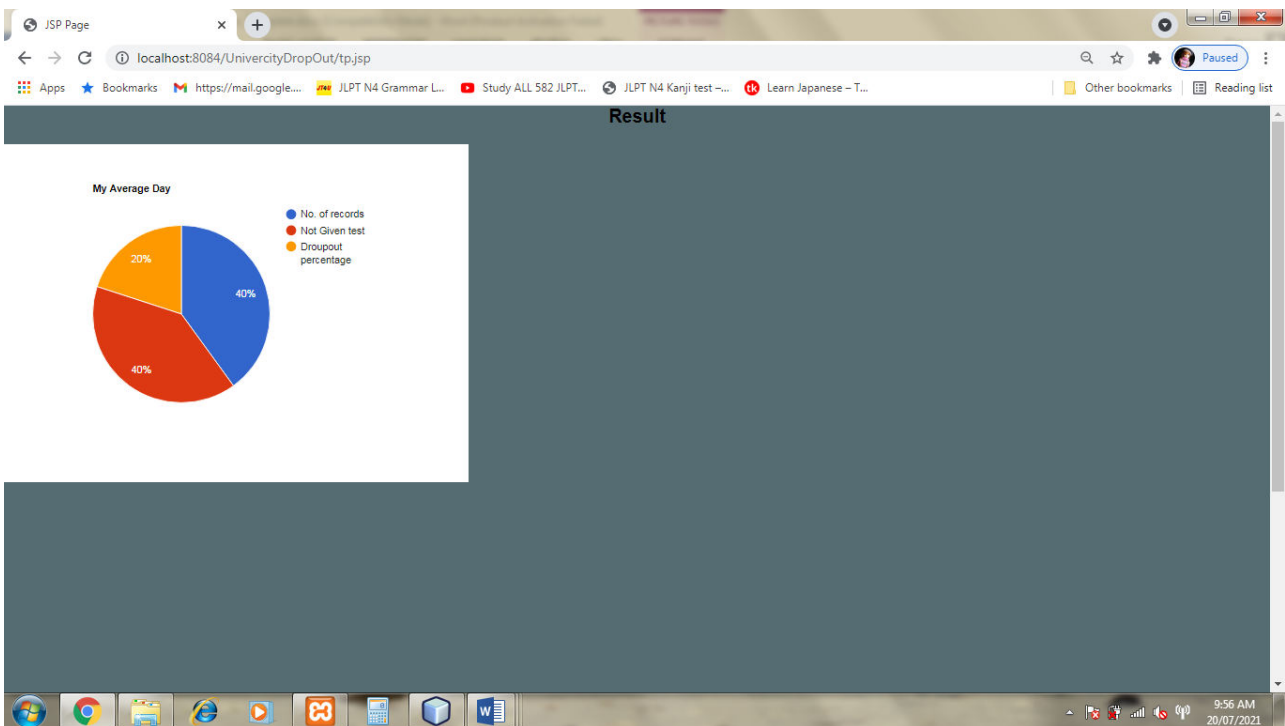 JSP Page
localhost:8084/UnivercityDropOut/tp.jsp
Paused
Apps Bookmarks https://mail.google.... JLPT N4 Grammar L... Study ALL 582 JLPT... JLPT N4 Kanji test –... Learn Japanese – T... Other bookmarks Reading list
Result
My Average Day
No. of records
Not Given test
Droupout
percentage
20%
40%
40%
9:56 AM
20/07/2021